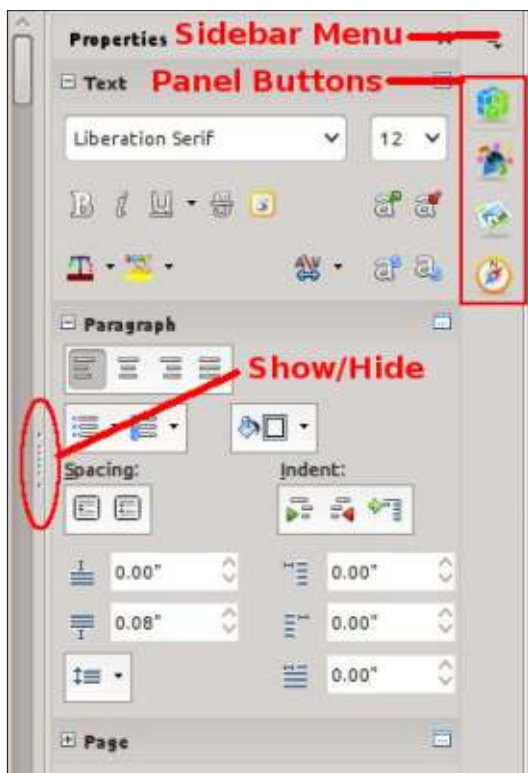 Properties Sidebar Menu
Text Panel Buttons
Liberation Serif 12
Paragraph
Show/Hide
Spacing: Indent:
0.00" 0.00"
0.08" 0.00"
0.00"
Page